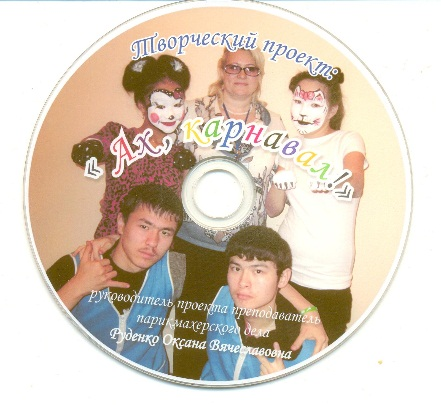 Творческий проект:
« Ах, карнавал!»
руководитель проекта преподаватель
парикмахерского дела
Руденко Оксана Вячеславовна